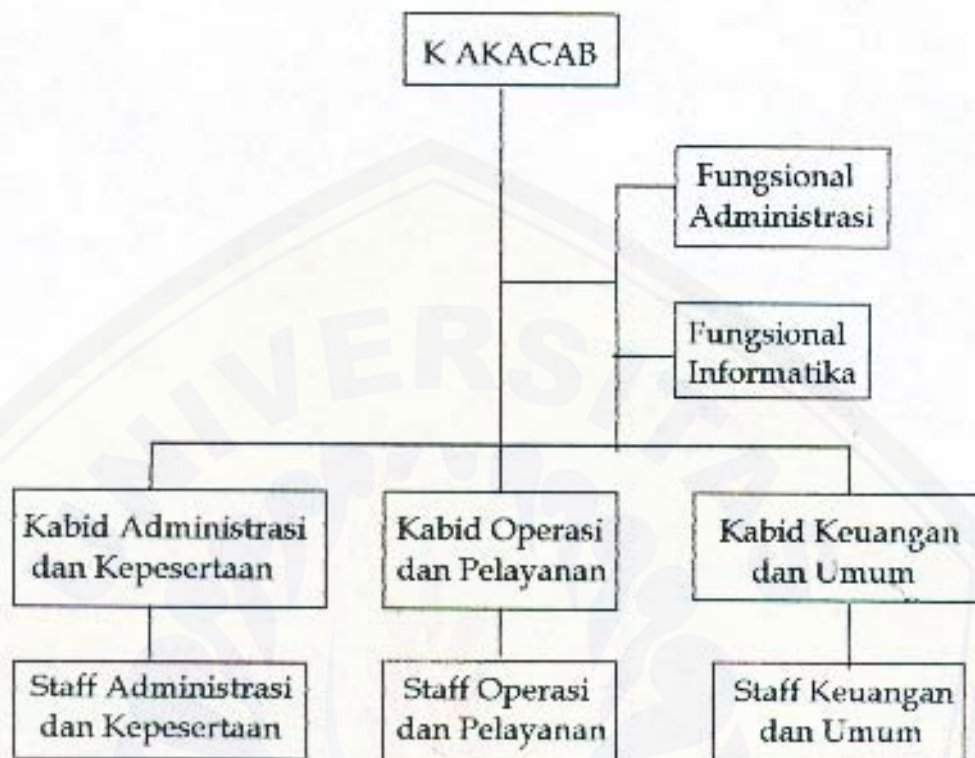 K AKACAB
Fungsional
Administrasi
Fungsional
Informatika
Kabid Administrasi
dan Kepesertaan
Kabid Operasi
dan Pelayanan
Kabid Keuangan
dan Umum
Staff Administrasi
dan Kepesertaan
Staff Operasi
dan Pelayanan
Staff Keuangan
dan Umum
NIVERSITA